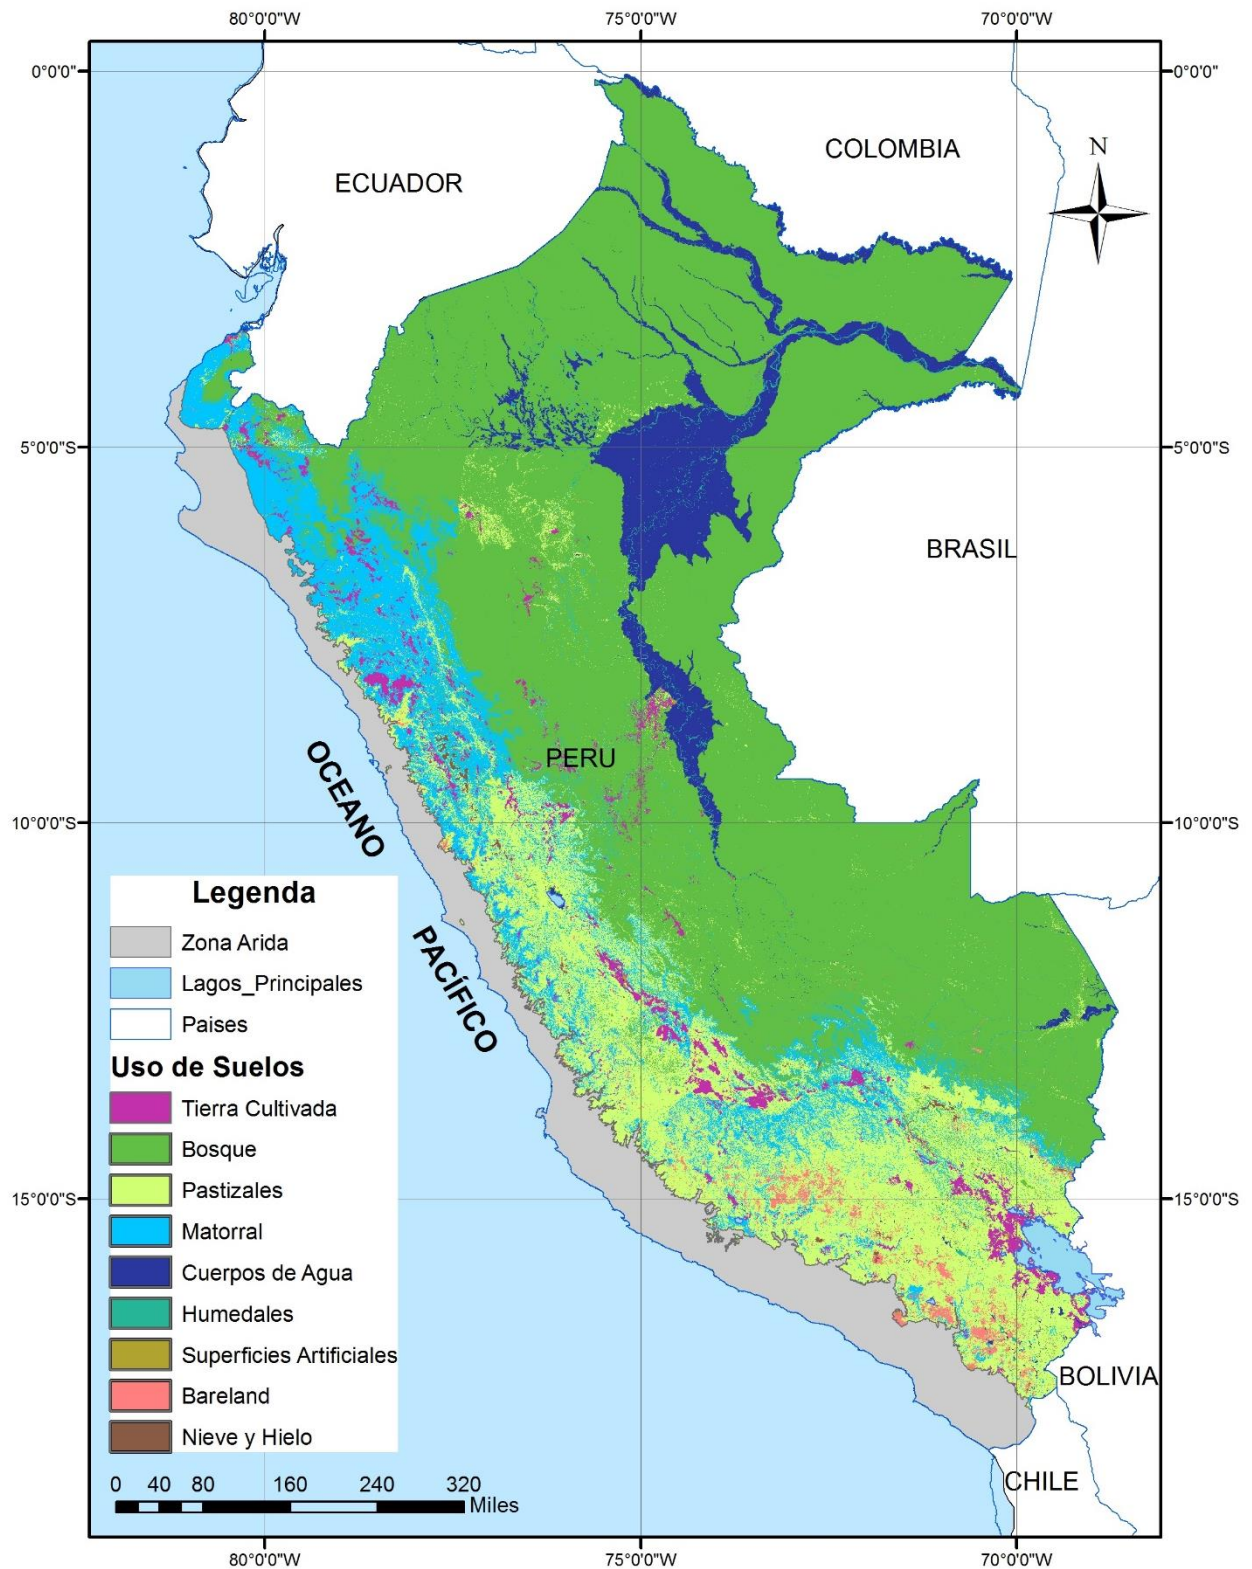 80°0'0"W 75°0'0"W 70°0'0"W
0°0'0" 0°0'0"
COLOMBIA
N
ECUADOR
5°0'0"S 5°0'0"S
BRASIL
PERU
OCEANO
PACÍFICO
10°0'0"S 10°0'0"S
Legenda
Zona Arida
Lagos_Principales
Paises
Uso de Suelos
Tierra Cultivada
Bosque
Pastizales
Matorral
Cuerpos de Agua
Humedales
Superficies Artificiales
Bareland
Nieve y Hielo
15°0'0"S 15°0'0"S
BOLIVIA
CHILE
0 40 80 160 240 320
Miles
80°0'0"W 75°0'0"W 70°0'0"W